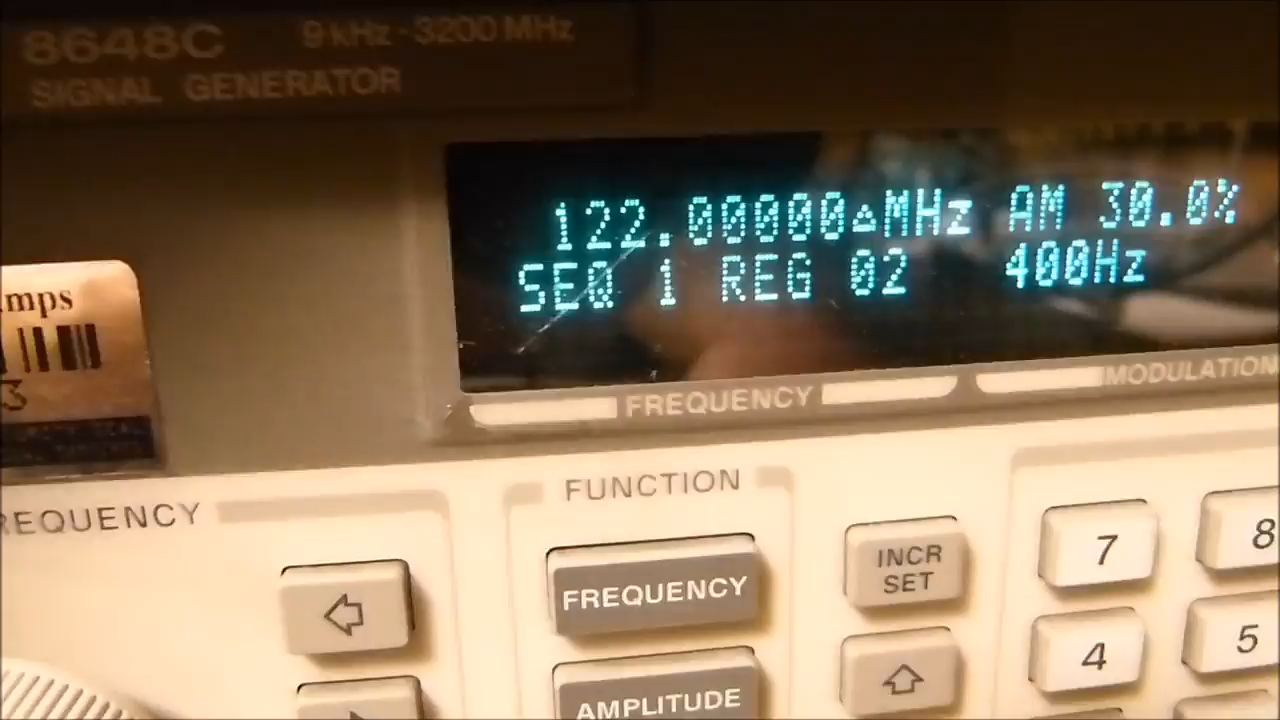 8648C 9 kHz - 3200 MHz
SIGNAL GENERATOR
122.00000△MHz AM 30.0%
SEQ 1 REG 02 400Hz
FREQUENCY MODULATION
3
FUNCTION
FREQUENCY
INCR
SET
7
8
4
5
AMPLITUDE